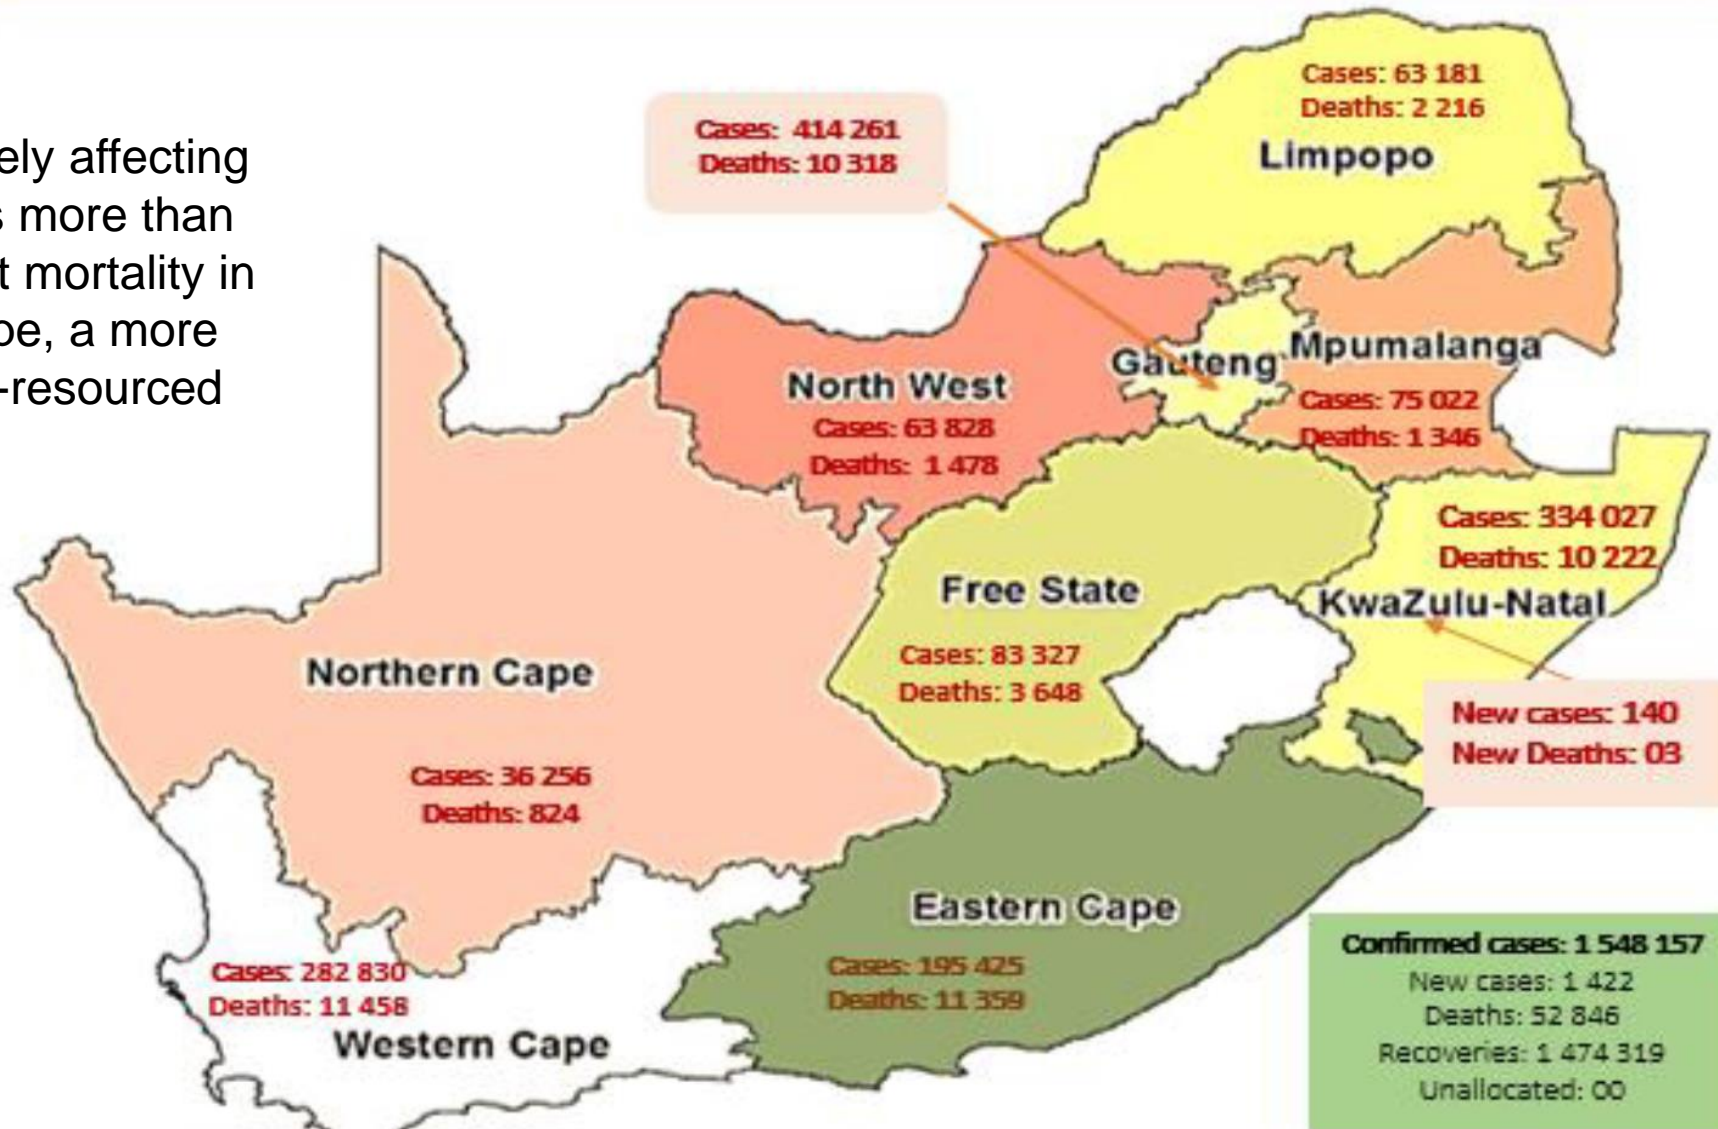 ely affecting
s more than
t mortality in
be, a more
-resourced
Cases: 63 181
Deaths: 2 216
Limpopo
Cases: 414 261
Deaths: 10 318
Gauteng
Mpumalanga
Cases: 75 022
Deaths: 1 346
North West
Cases: 63 828
Deaths: 1 478
Cases: 334 027
Deaths: 10 222
KwaZulu-Natal
Free State
Cases: 83 327
Deaths: 3 648
New cases: 140
New Deaths: 03
Northern Cape
Cases: 36 256
Deaths: 824
Eastern Cape
Cases: 195 425
Deaths: 11 359
Cases: 282 830
Deaths: 11 458
Western Cape
Confirmed cases: 1 548 157
New cases: 1 422
Deaths: 52 846
Recoveries: 1 474 319
Unallocated: 00